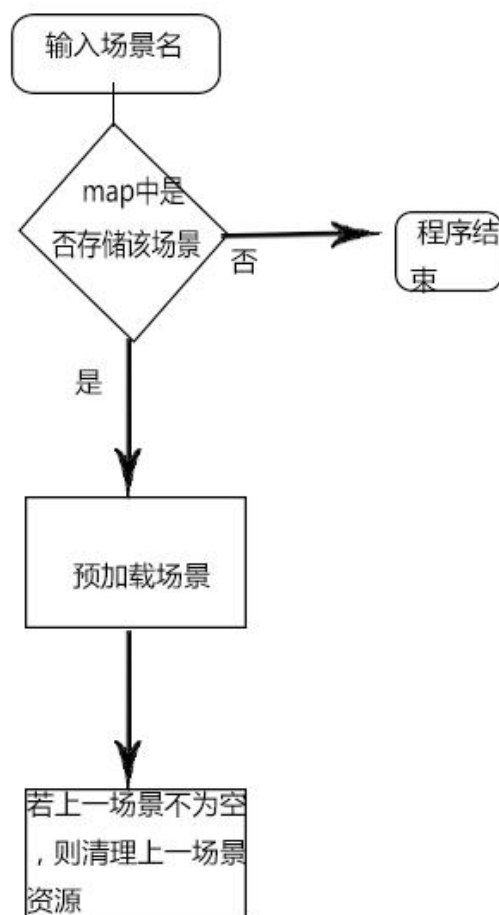 输入场景名
map中是
否存储该场景
否
程序结
束
是
预加载场景
若上一场景不为空
，则清理上一场景
资源